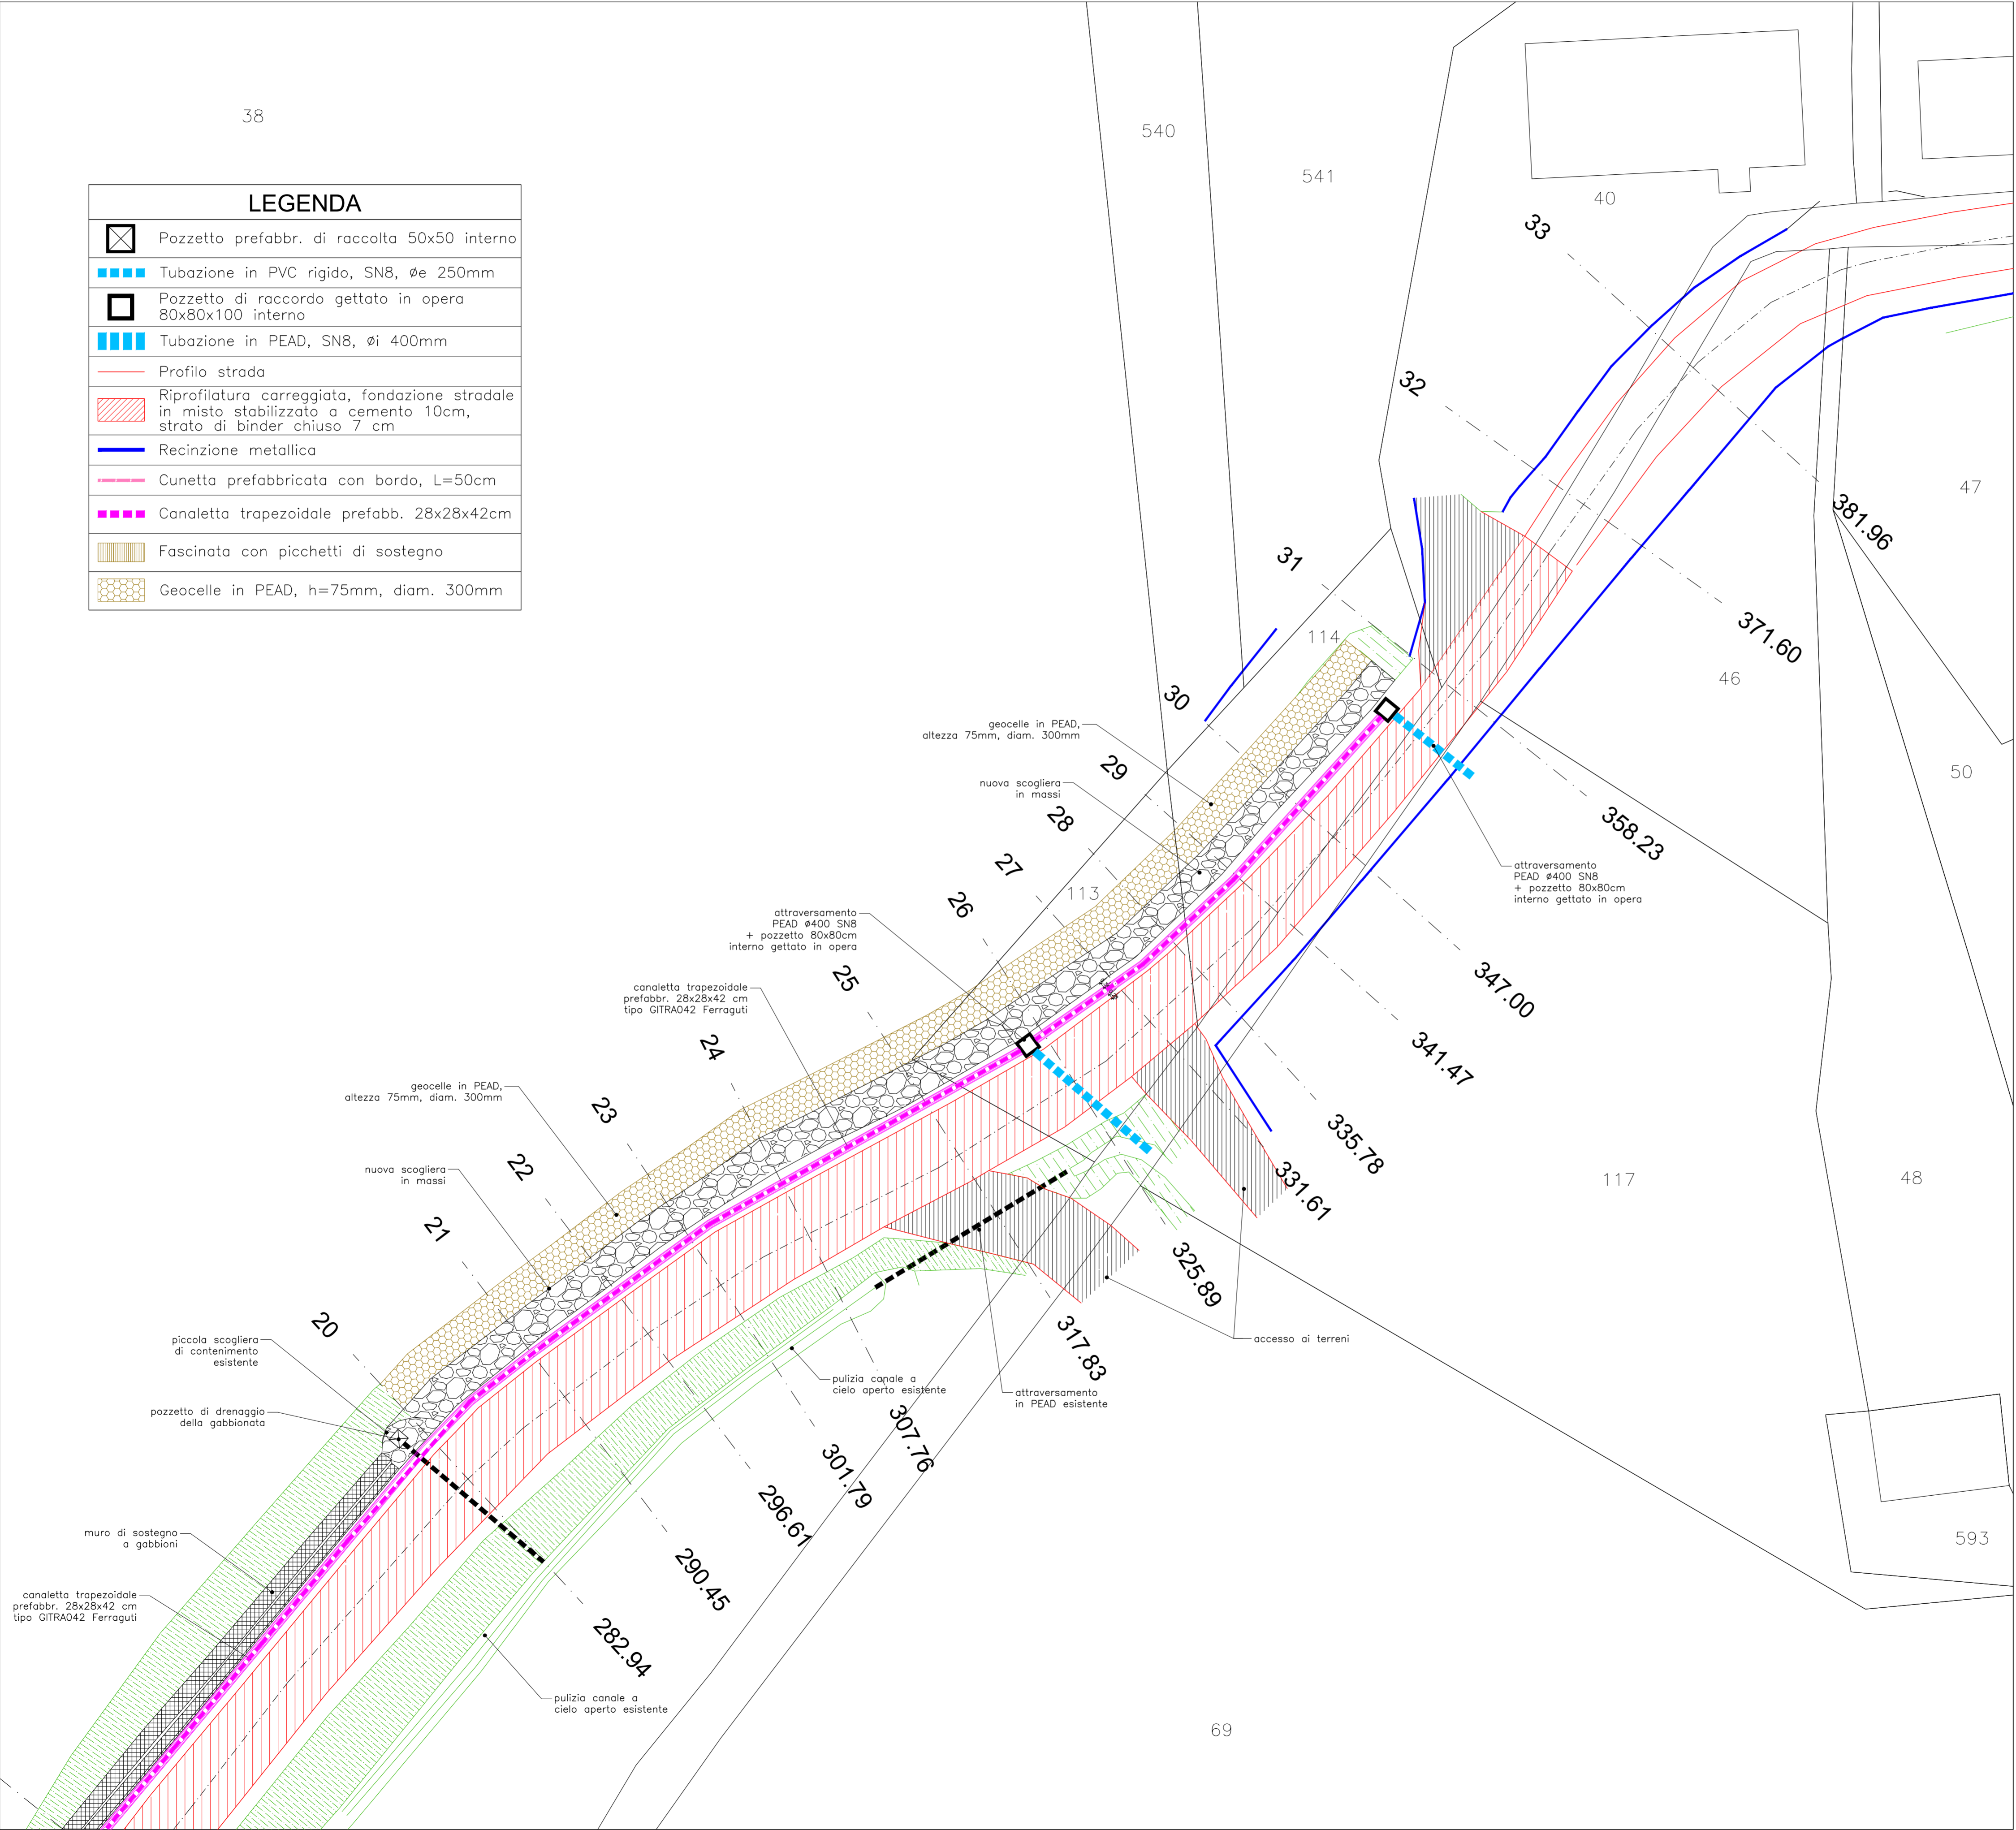 38
540
541
40
LEGENDA
Pozzetto prefabbr. di raccolta 50x50 interno
Tubazione in PVC rigido, SN8, Øe 250mm
Pozzetto di raccordo gettato in opera
80x80x100 interno
Tubazione in PEAD, SN8, Øi 400mm
Profilo strada
Riprofilatura carreggiata, fondazione stradale
in misto stabilizzato a cemento 10cm,
strato di binder chiuso 7 cm
Recinzione metallica
Cunetta prefabbricata con bordo, L=50cm
Canaletta trapezoidale prefabb. 28x28x42cm
Fascinata con picchetti di sostegno
Geocelle in PEAD, h=75mm, diam. 300mm
33
32
31
30
29
28
27
26
25
24
23
22
21
20
381.96
371.60
358.23
347.00
341.47
335.78
331.61
325.89
317.83
307.76
301.79
296.61
290.45
282.94
47
46
50
114
113
117
48
593
69
geocelle in PEAD,
altezza 75mm, diam. 300mm
nuova scogliera
in massi
attraversamento
PEAD Ø400 SN8
+ pozzetto 80x80cm
interno gettato in opera
attraversamento
PEAD Ø400 SN8
+ pozzetto 80x80cm
interno gettato in opera
canaletta trapezoidale
prefabbr. 28x28x42 cm
tipo GITRA042 Ferraguti
geocelle in PEAD,
altezza 75mm, diam. 300mm
nuova scogliera
in massi
accesso ai terreni
piccola scogliera
di contenimento
esistente
pulizia canale a
cielo aperto esistente
attraversamento
in PEAD esistente
pozzetto di drenaggio
della gabbionata
muro di sostegno
a gabbioni
canaletta trapezoidale
prefabbr. 28x28x42 cm
tipo GITRA042 Ferraguti
pulizia canale a
cielo aperto esistente